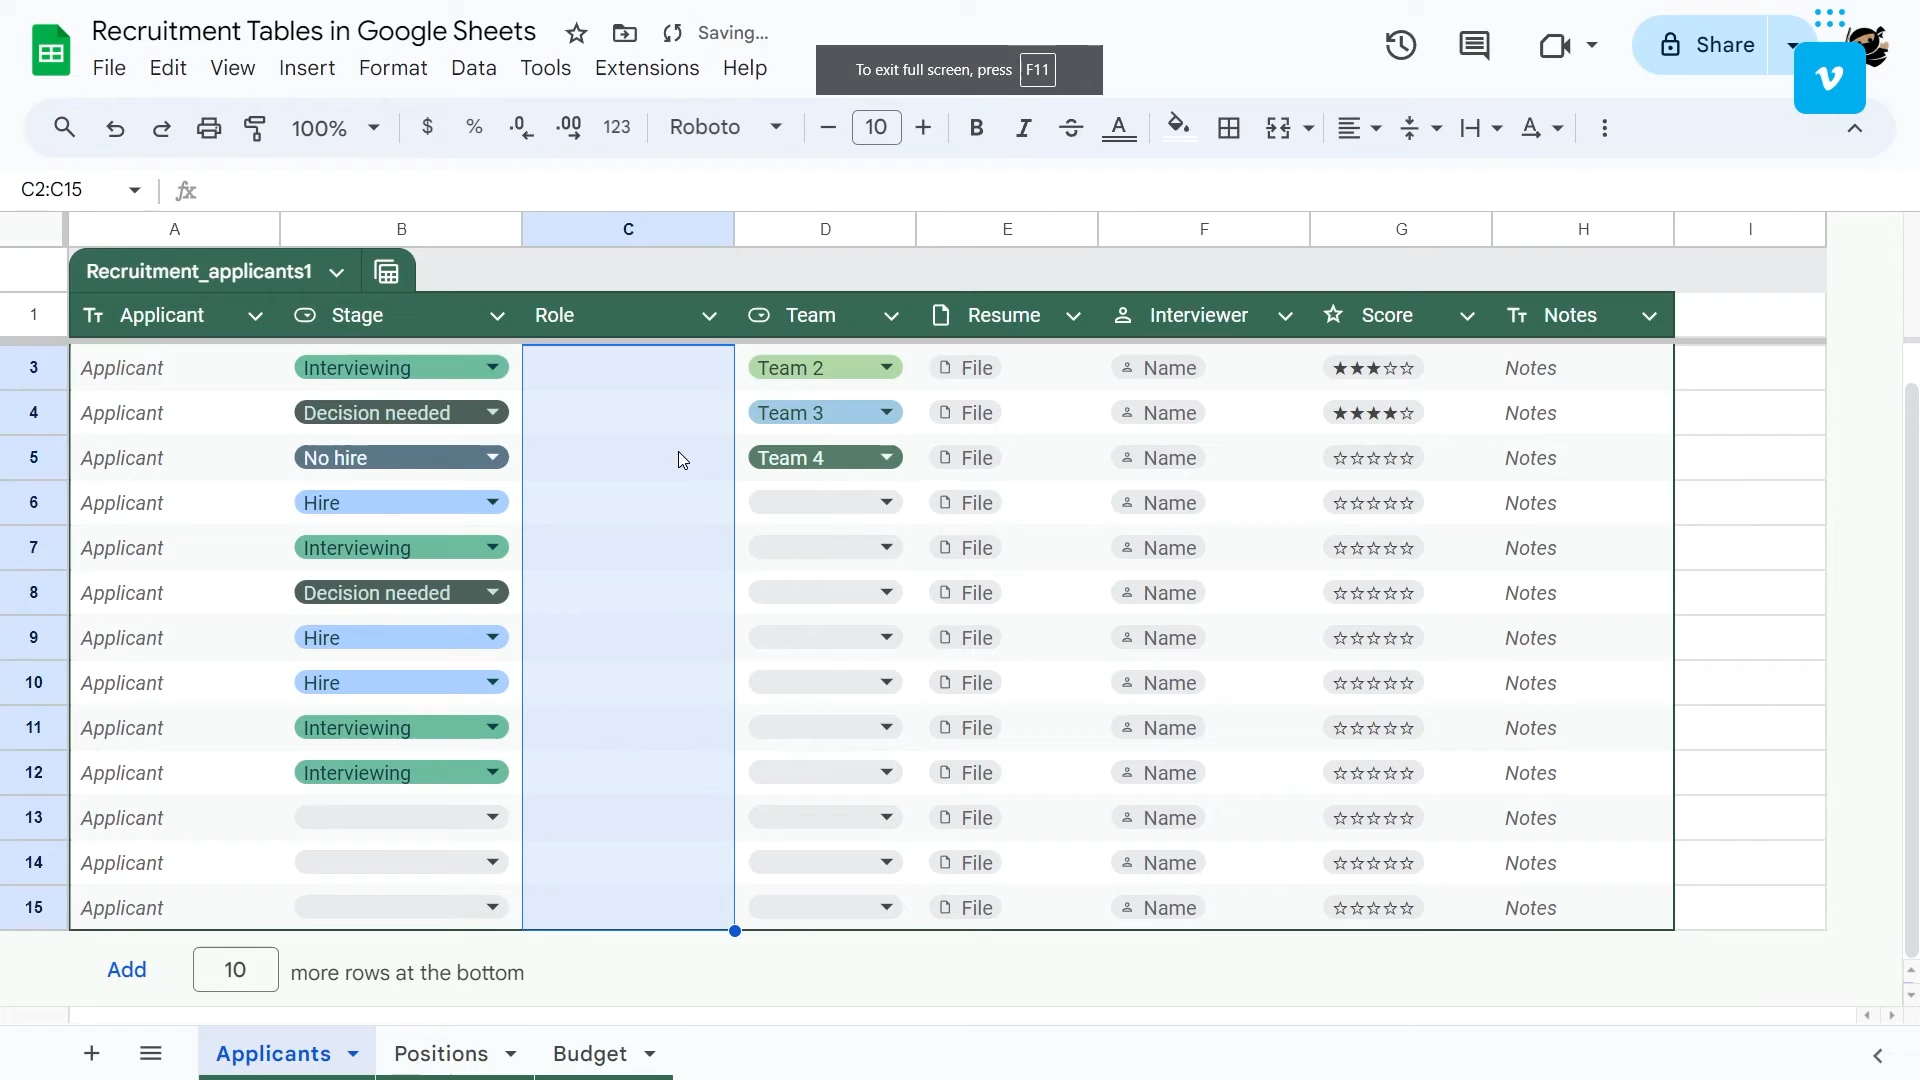 Recruitment Tables in Google Sheets Saving...
File Edit View Insert Format Data Tools Extensions Help
To exit full screen, press F11
Share
100% $ % .0 .00 123 Roboto 10 B I A A
C2:C15 fx
A B C D E F G H I
Recruitment_applicants1
1 Tт Applicant Stage Role Team Resume Interviewer Score Tт Notes
3 Applicant Interviewing Team 2 File Name ★★★☆☆ Notes
4 Applicant Decision needed Team 3 File Name ★★★★☆ Notes
5 Applicant No hire Team 4 File Name ☆☆☆☆☆ Notes
6 Applicant Hire File Name ☆☆☆☆☆ Notes
7 Applicant Interviewing File Name ☆☆☆☆☆ Notes
8 Applicant Decision needed File Name ☆☆☆☆☆ Notes
9 Applicant Hire File Name ☆☆☆☆☆ Notes
10 Applicant Hire File Name ☆☆☆☆☆ Notes
11 Applicant Interviewing File Name ☆☆☆☆☆ Notes
12 Applicant Interviewing File Name ☆☆☆☆☆ Notes
13 Applicant File Name ☆☆☆☆☆ Notes
14 Applicant File Name ☆☆☆☆☆ Notes
15 Applicant File Name ☆☆☆☆☆ Notes
Add 10 more rows at the bottom
Applicants Positions Budget